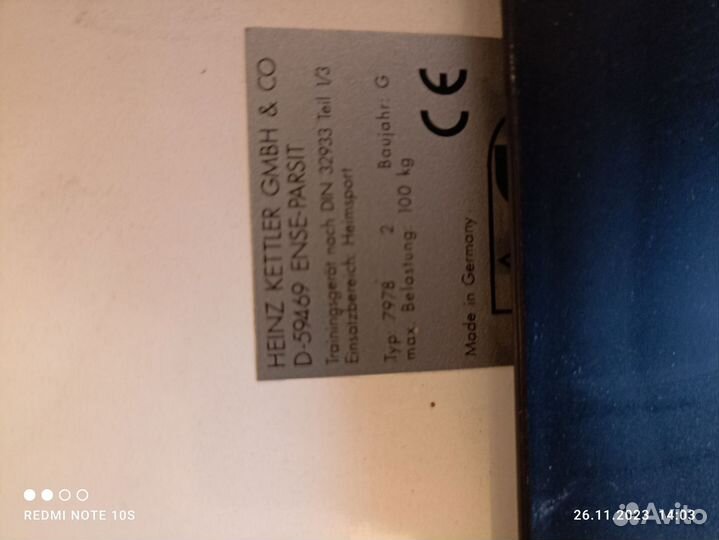 HEINZ KETTLER GMBH & CO
D-59469 ENSE-PARSIT
Trainingsgerät nach DIN 32933 Teil 1/3
Einsatzbereich: Heimsport
Typ 7978 2 Baujahr: G
max. Belastung 100 kg
CE
Made in Germany
REDMI NOTE 10S
26.11.2023 14:03
Avito